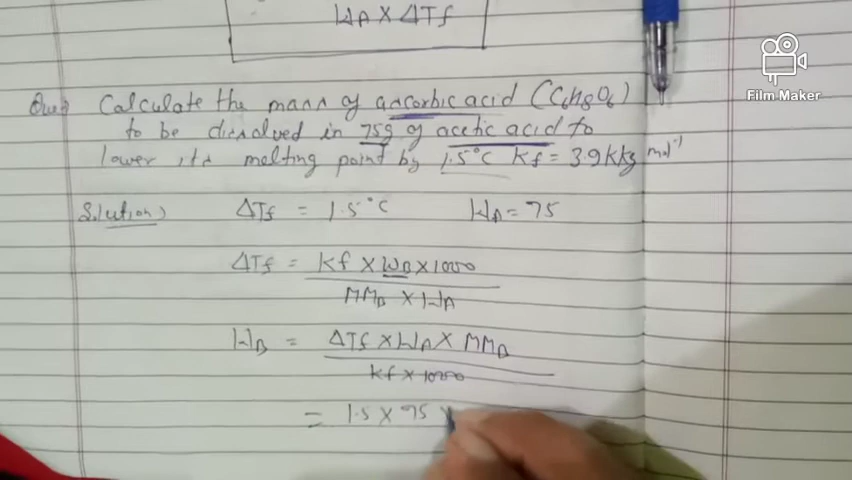 WA X ΔTf
Film Maker
Ques Calculate the mass of ascorbic acid (C6H8O6)
to be dissolved in 75g of acetic acid to
lower its melting point by 1.5°C Kf = 3.9 K kg mol⁻¹
Solution) ΔTf = 1.5°C WA = 75
ΔTf = Kf × WB × 1000
MMB × WA
WB = ΔTf × WA × MMB
Kf × 1000
= 1.5 × 75 ×